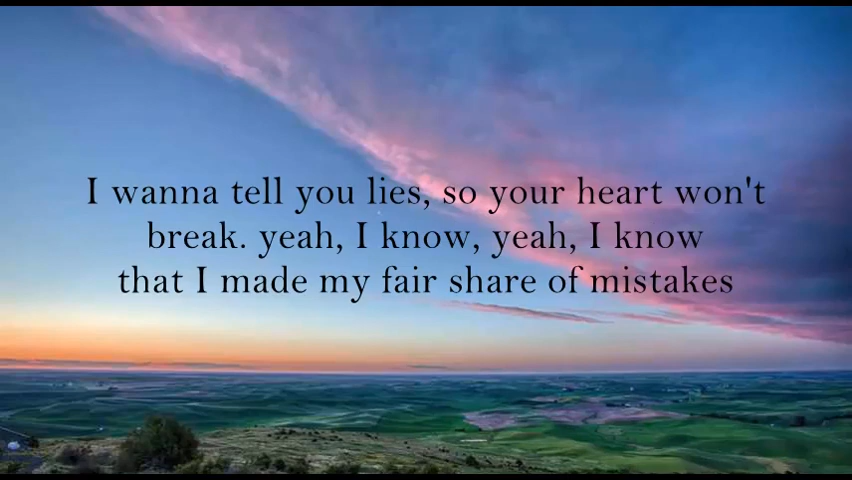 I wanna tell you lies, so your heart won't
break. yeah, I know, yeah, I know
that I made my fair share of mistakes